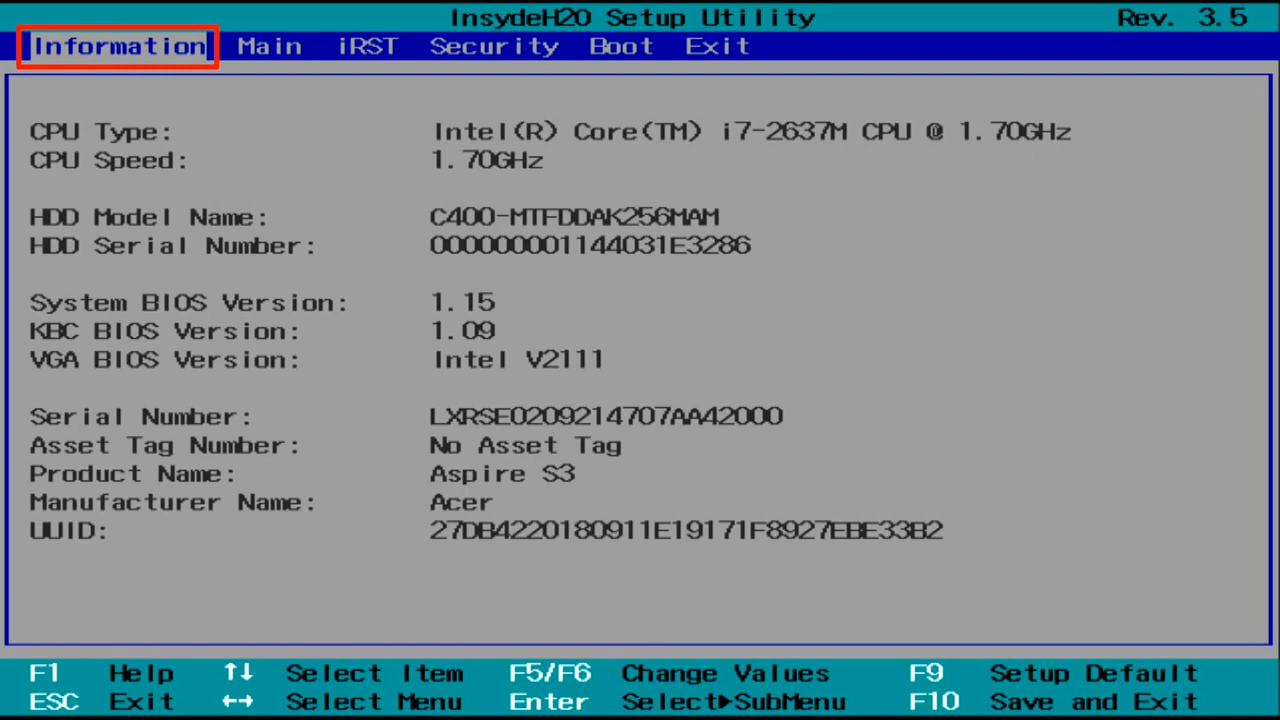 InsydeH20 Setup Utility Rev. 3.5
Information Main iRST Security Boot Exit
CPU Type: Intel(R) Core(TM) i7-2637M CPU @ 1.70GHz
CPU Speed: 1.70GHz
HDD Model Name: C400-MTFDDAK256MAM
HDD Serial Number: 000000001144031E3286
System BIOS Version: 1.15
KBC BIOS Version: 1.09
VGA BIOS Version: Intel V2111
Serial Number: LXRSE0209214707AA42000
Asset Tag Number: No Asset Tag
Product Name: Aspire S3
Manufacturer Name: Acer
UUID: 27DB4220180911E19171F8927EBE33B2
F1 Help ↑↓ Select Item F5/F6 Change Values F9 Setup Default
ESC Exit ←→ Select Menu Enter Select▶SubMenu F10 Save and Exit